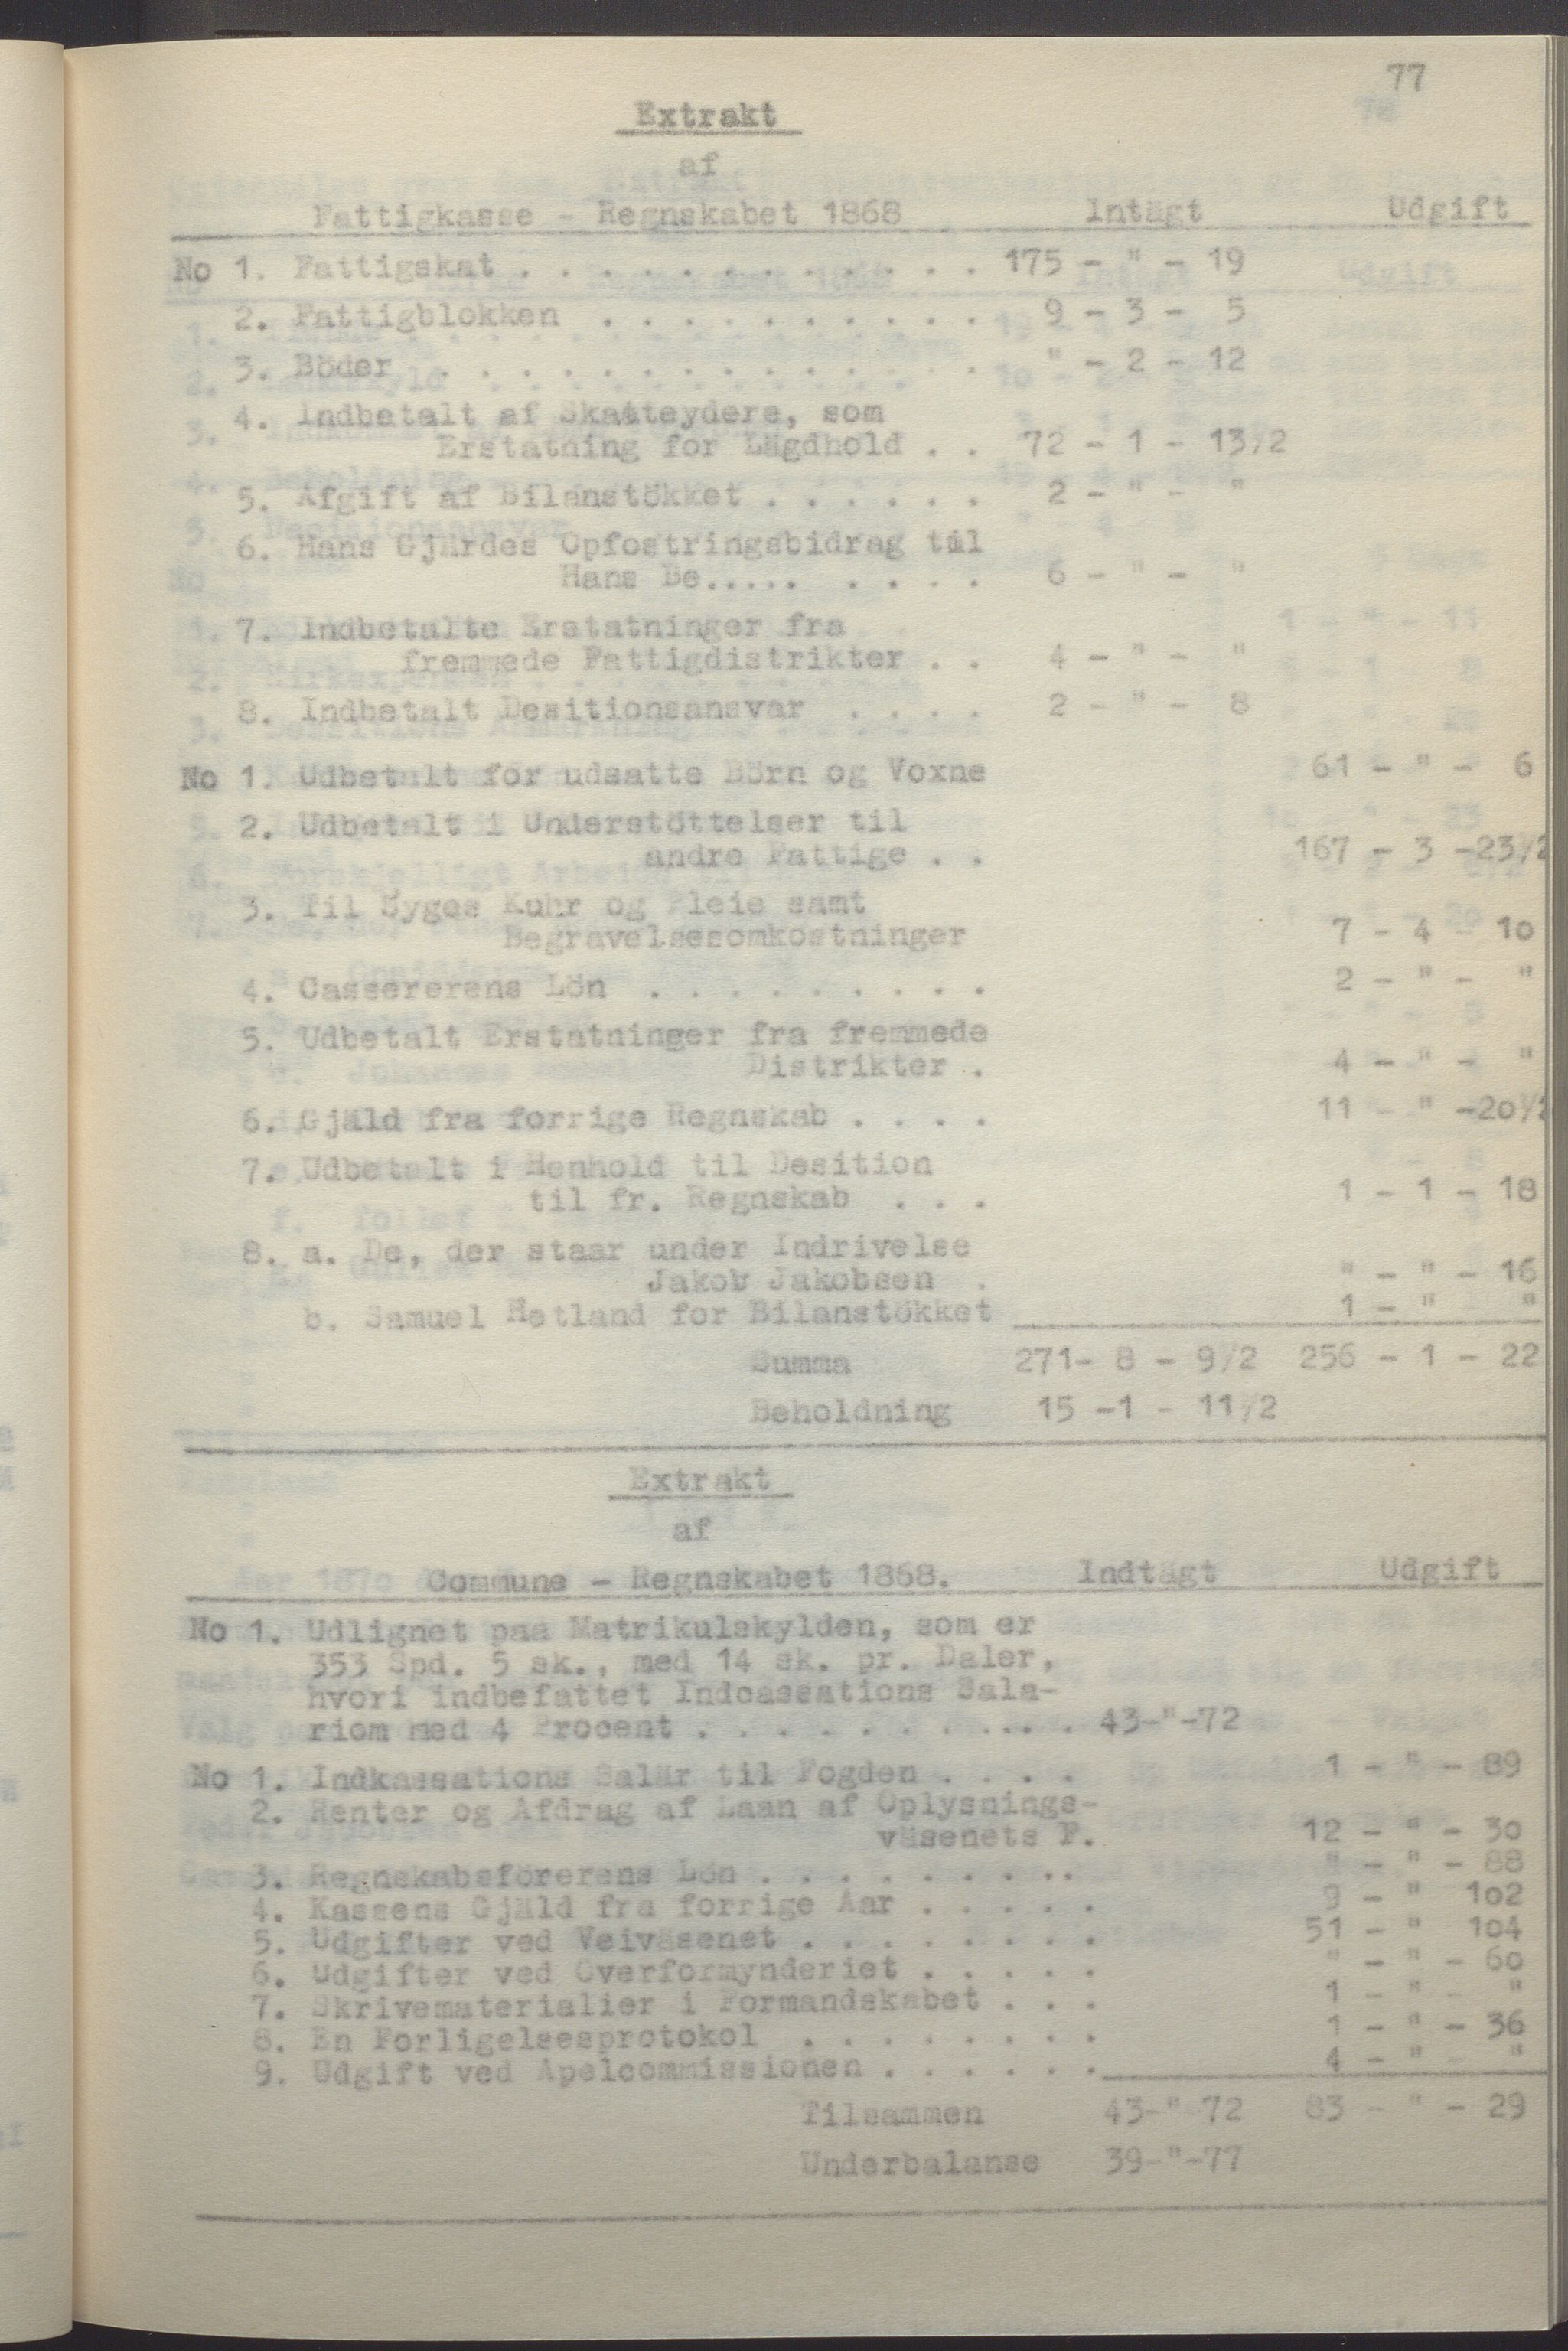 77
Extrakt
af
Fattigkasse - Regnskabet 1868 Intägt Udgift
No 1. Fattigskat . . . . . . . . . . . . 175 - " - 19
2. Fattigblokken . . . . . . . . . . 9 - 3 - 5
3. Böder . . . . . . . . . . . . . . " - 2 - 12
4. Indbetalt af Skatteydere, som
Erstatning for Lägdhold . . 72 - 1 - 13½
5. Afgift af Bilanstökket . . . . . . 2 - " - "
6. Hans Gjärdes Opfostringsbidrag til
Hans Be..... . . . . 6 - " - "
7. Indbetalte Erstatninger fra
fremmede Fattigdistrikter . . 4 - " - "
8. Indbetalt Desitionsansvar . . . . 2 - " - 8
No 1. Udbetalt for udsatte Börn og Voxne 61 - " - 6
2. Udbetalt i Understöttelser til
andre Fattige . . 167 - 3 -23½
3. Til Syges Kuhr og Pleie samt
Begravelsesomkostninger 7 - 4 - 10
4. Cassererens Lön . . . . . . . . . 2 - " - "
5. Udbetalt Erstatninger fra fremmede
Distrikter . 4 - " - "
6. Gjäld fra forrige Regnskab . . . . 11 - " -20½
7. Udbetalt i Henhold til Desition
til fr. Regnskab . . . 1 - 1 - 18
8. a. De, der staar under Indrivelse
Jakob Jakobsen . " - " - 16
b. Samuel Hetland for Bilanstökket 1 - " "
Summa 271- 8 - 9½ 256 - 1 - 22
Beholdning 15 -1 - 11½
Extrakt
af
Commune - Regnskabet 1868. Indtägt Udgift
No 1. Udlignet paa Matrikulskylden, som er
353 Spd. 5 sk., med 14 sk. pr. Daler,
hvori indbefattet Indcassations Sala-
riom med 4 Procent . . . . . . . . . . ... . 43-"-72
No 1. Indkassations Salär til Fogden . . . . 1 - " - 89
2. Renter og Afdrag af Laan af Oplysnings-
väsenets F. 12 - " - 30
3. Regnskabsförerens Lön . . . . . . . . .. " - " - 88
4. Kassens Gjäld fra forrige Aar . . . . . 9 - " 102
5. Udgifter ved Veiväsenet . . . . . . . . 51 - " 104
6. Udgifter ved Overformynderiet . . . . . " - " - 60
7. Skrivematerialier i Formandskabet . . . 1 - " - "
8. En Forligelsesprotokol . . . . . . . . 1 - " - 36
9. Udgift ved Apelcommissionen . . . . . . 4 - " - "
Tilsammen 43-" 72 83 - " - 29
Underbalanse 39-"-77